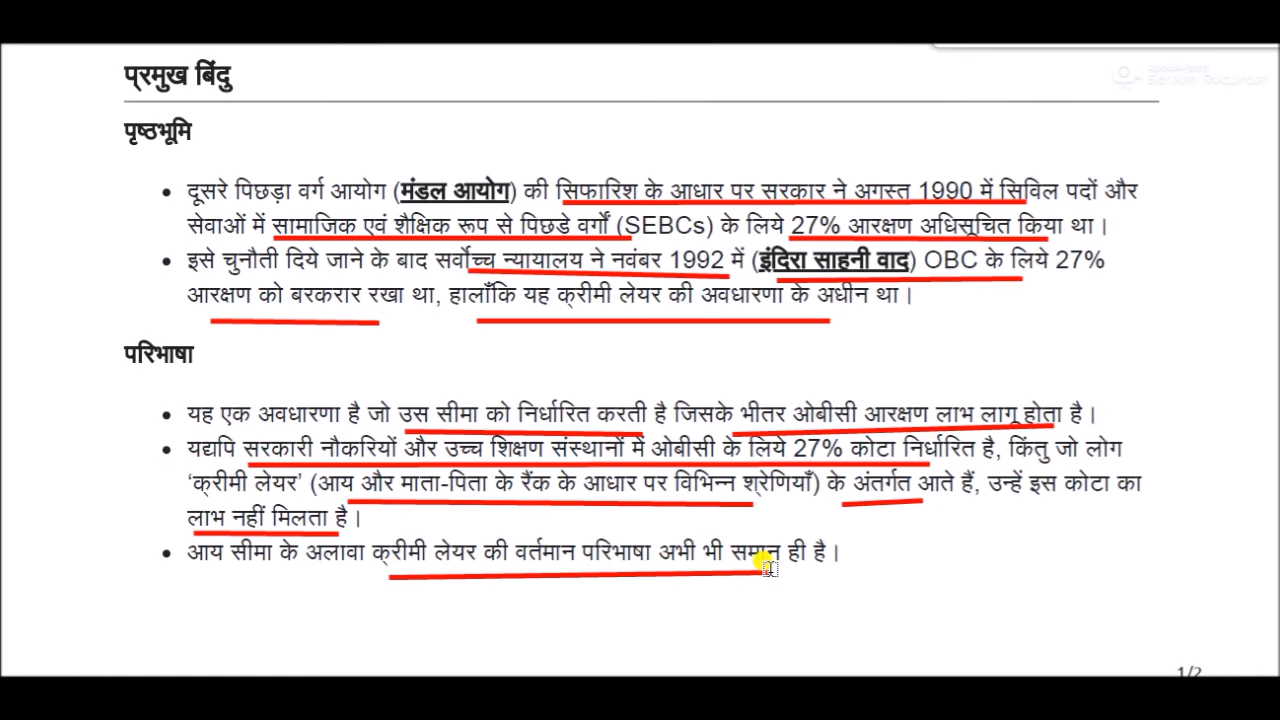 प्रमुख बिंदु
पृष्ठभूमि
• दूसरे पिछड़ा वर्ग आयोग (मंडल आयोग) की सिफारिश के आधार पर सरकार ने अगस्त 1990 में सिविल पदों और
सेवाओं में सामाजिक एवं शैक्षिक रूप से पिछडे वर्गों (SEBCs) के लिये 27% आरक्षण अधिसूचित किया था।
• इसे चुनौती दिये जाने के बाद सर्वोच्च न्यायालय ने नवंबर 1992 में (इंदिरा साहनी वाद) OBC के लिये 27%
आरक्षण को बरकरार रखा था, हालाँकि यह क्रीमी लेयर की अवधारणा के अधीन था।
परिभाषा
• यह एक अवधारणा है जो उस सीमा को निर्धारित करती है जिसके भीतर ओबीसी आरक्षण लाभ लागू होता है।
• यद्यपि सरकारी नौकरियों और उच्च शिक्षण संस्थानों में ओबीसी के लिये 27% कोटा निर्धारित है, किंतु जो लोग
‘क्रीमी लेयर’ (आय और माता-पिता के रैंक के आधार पर विभिन्न श्रेणियाँ) के अंतर्गत आते हैं, उन्हें इस कोटा का
लाभ नहीं मिलता है।
• आय सीमा के अलावा क्रीमी लेयर की वर्तमान परिभाषा अभी भी समान ही है।
Screen Recorder
1/2